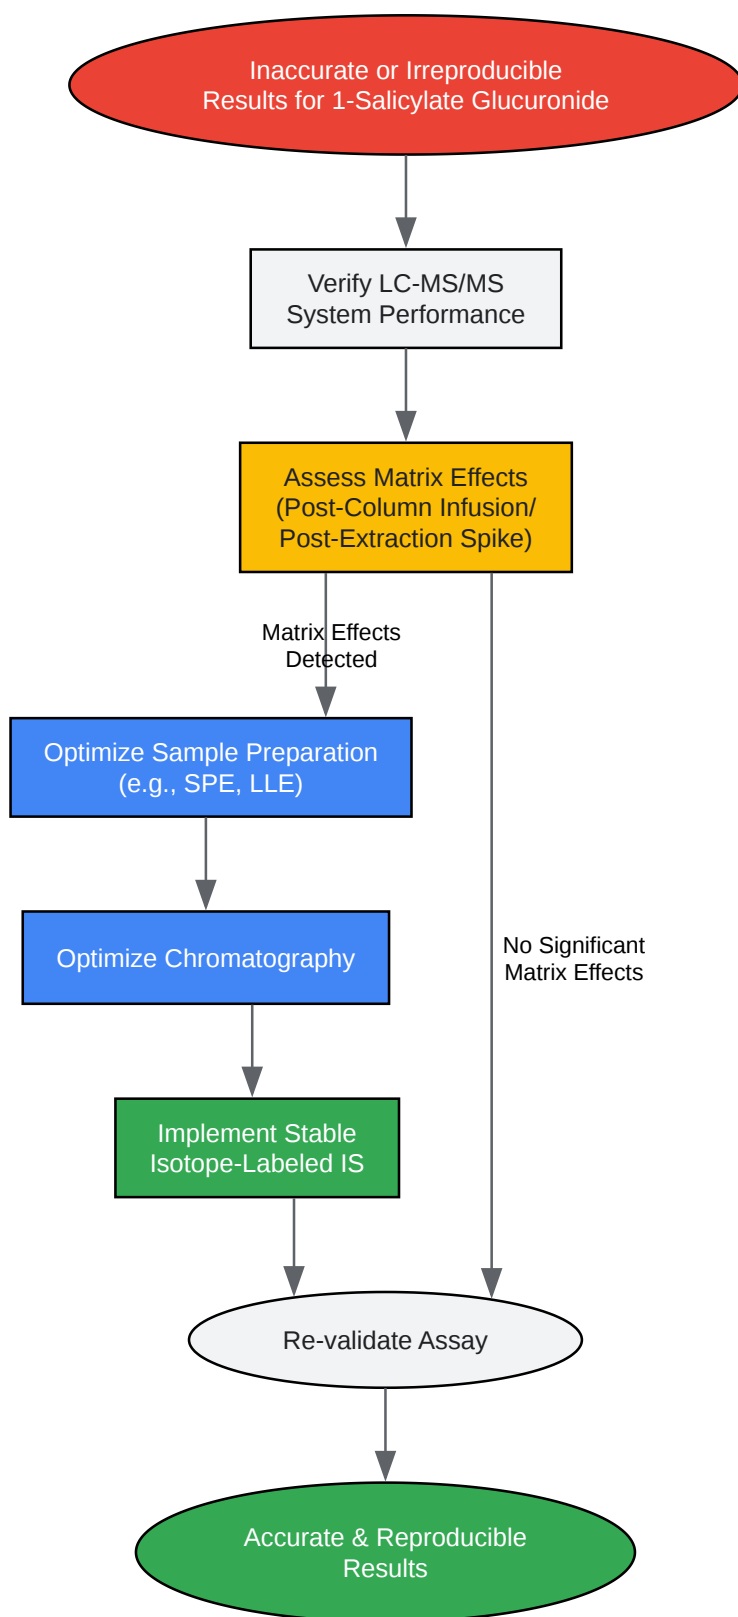 Inaccurate or Irreproducible
Results for 1-Salicylate Glucuronide
Verify LC-MS/MS
System Performance
Assess Matrix Effects
(Post-Column Infusion/
Post-Extraction Spike)
Matrix Effects
Detected
Optimize Sample Preparation
(e.g., SPE, LLE)
Optimize Chromatography
No Significant
Matrix Effects
Implement Stable
Isotope-Labeled IS
Re-validate Assay
Accurate & Reproducible
Results